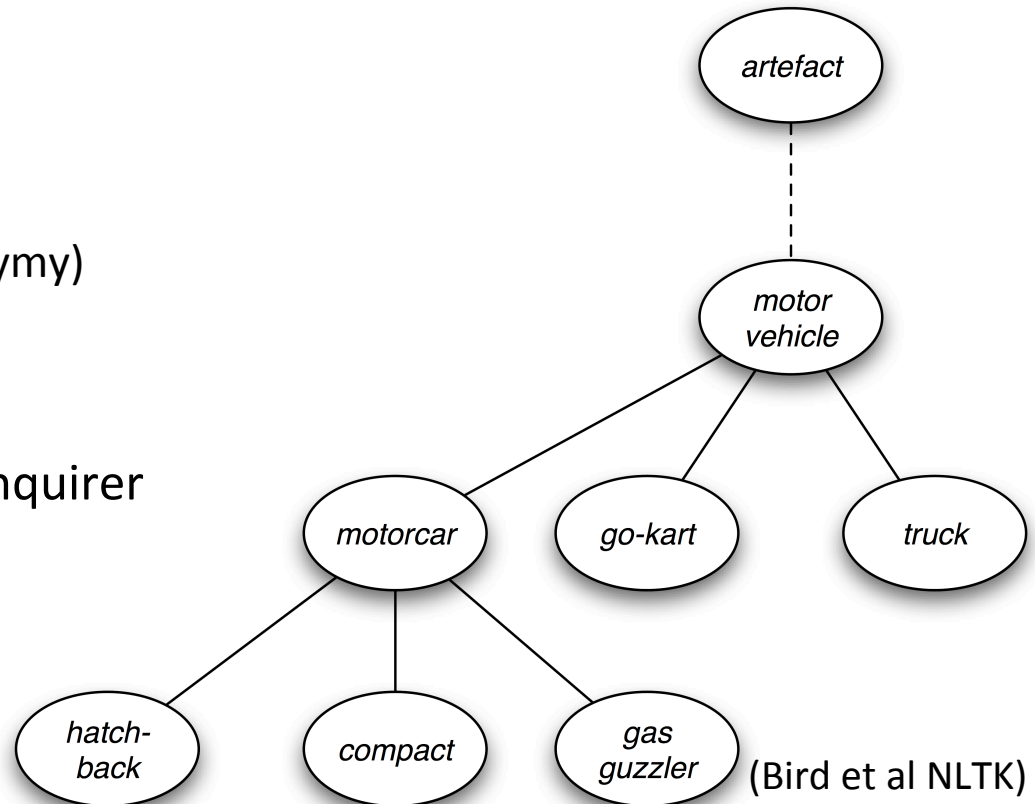 artefact
ymy)
motor
vehicle
nquirer
motorcar
go-kart
truck
hatch-
back
compact
gas
guzzler
(Bird et al NLTK)